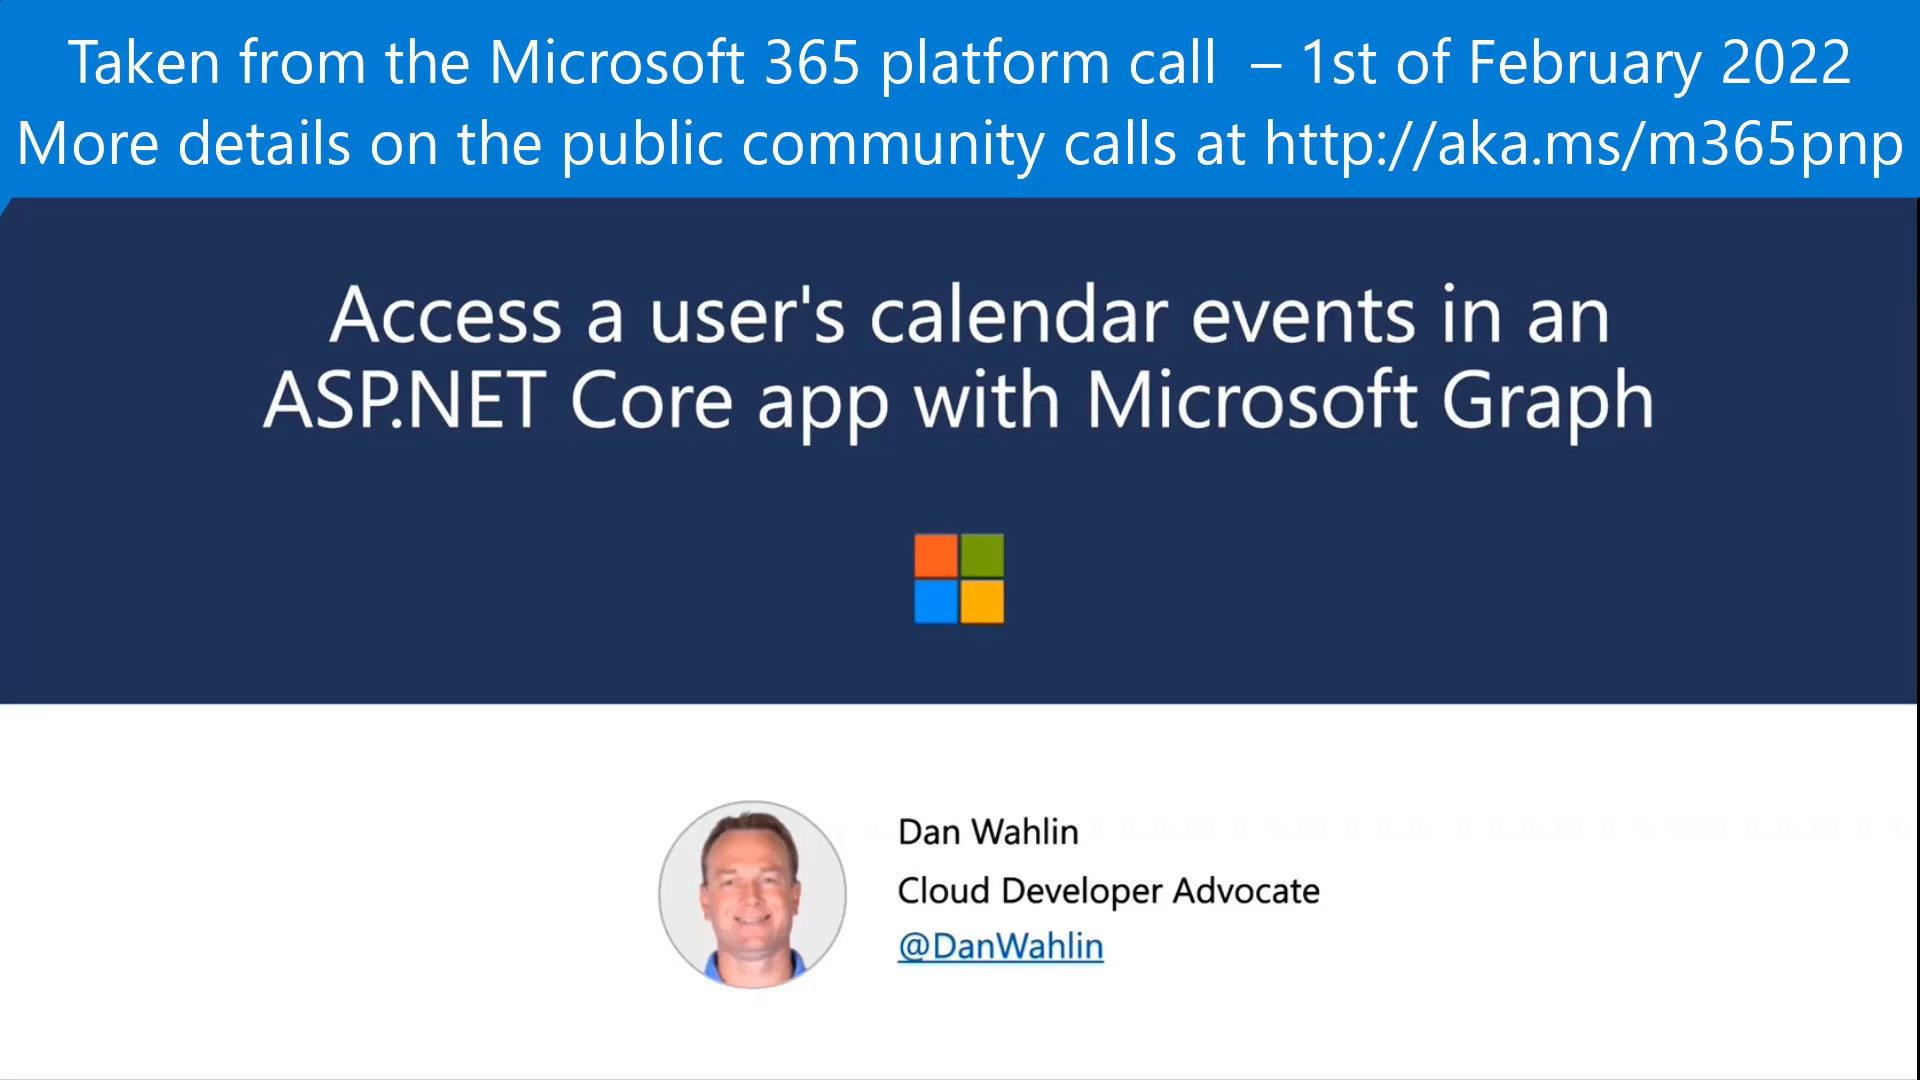 Taken from the Microsoft 365 platform call – 1st of February 2022
More details on the public community calls at http://aka.ms/m365pnp
Access a user's calendar events in an
ASP.NET Core app with Microsoft Graph
Dan Wahlin
Cloud Developer Advocate
@DanWahlin